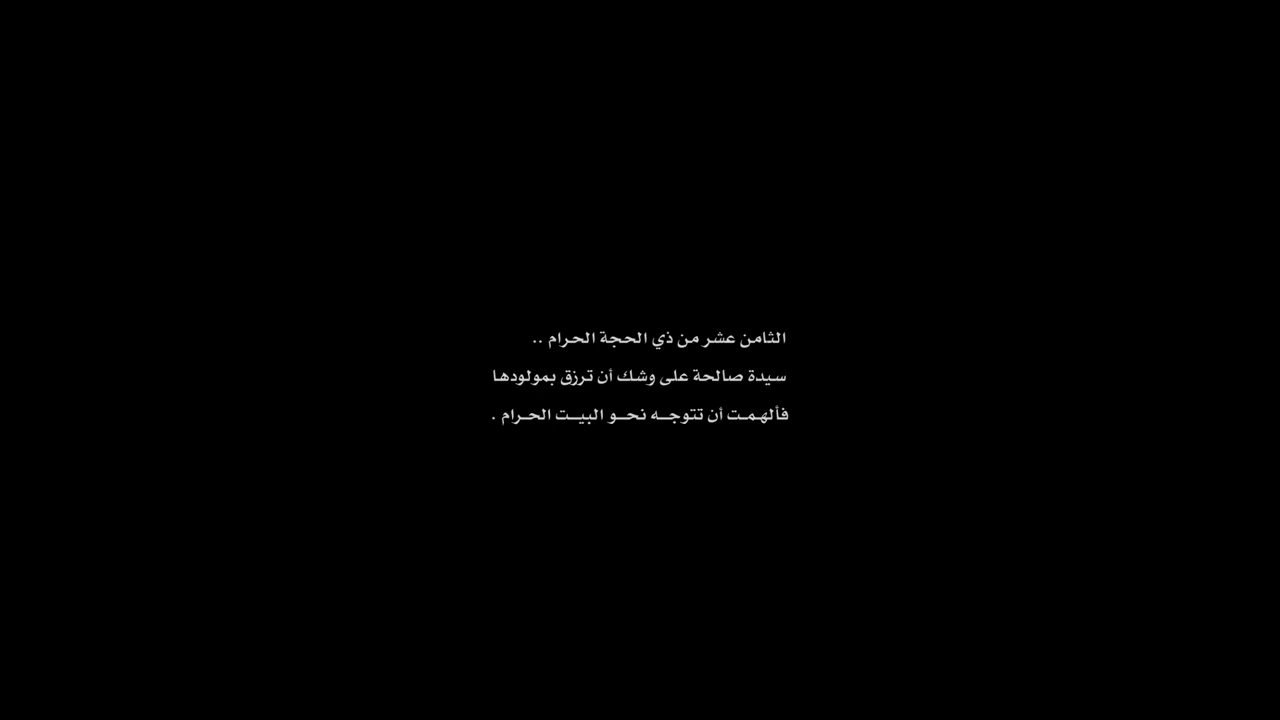 الثامن عشر من ذي الحجة الحرام ..
سيدة صالحة على وشك أن ترزق بمولودها
فألهمت أن تتوجه نحو البيت الحرام .